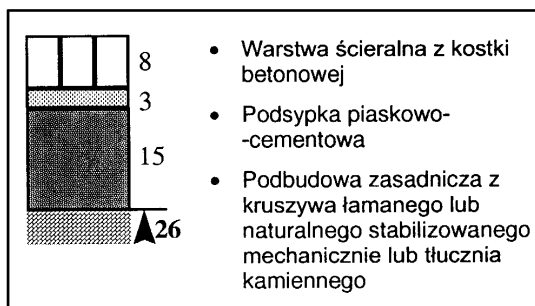 8
3
15
26
• Warstwa ścieralna z kostki
betonowej
• Podsypka piaskowo-
-cementowa
• Podbudowa zasadnicza z
kruszywa łamanego lub
naturalnego stabilizowanego
mechanicznie lub tłucznia
kamiennego